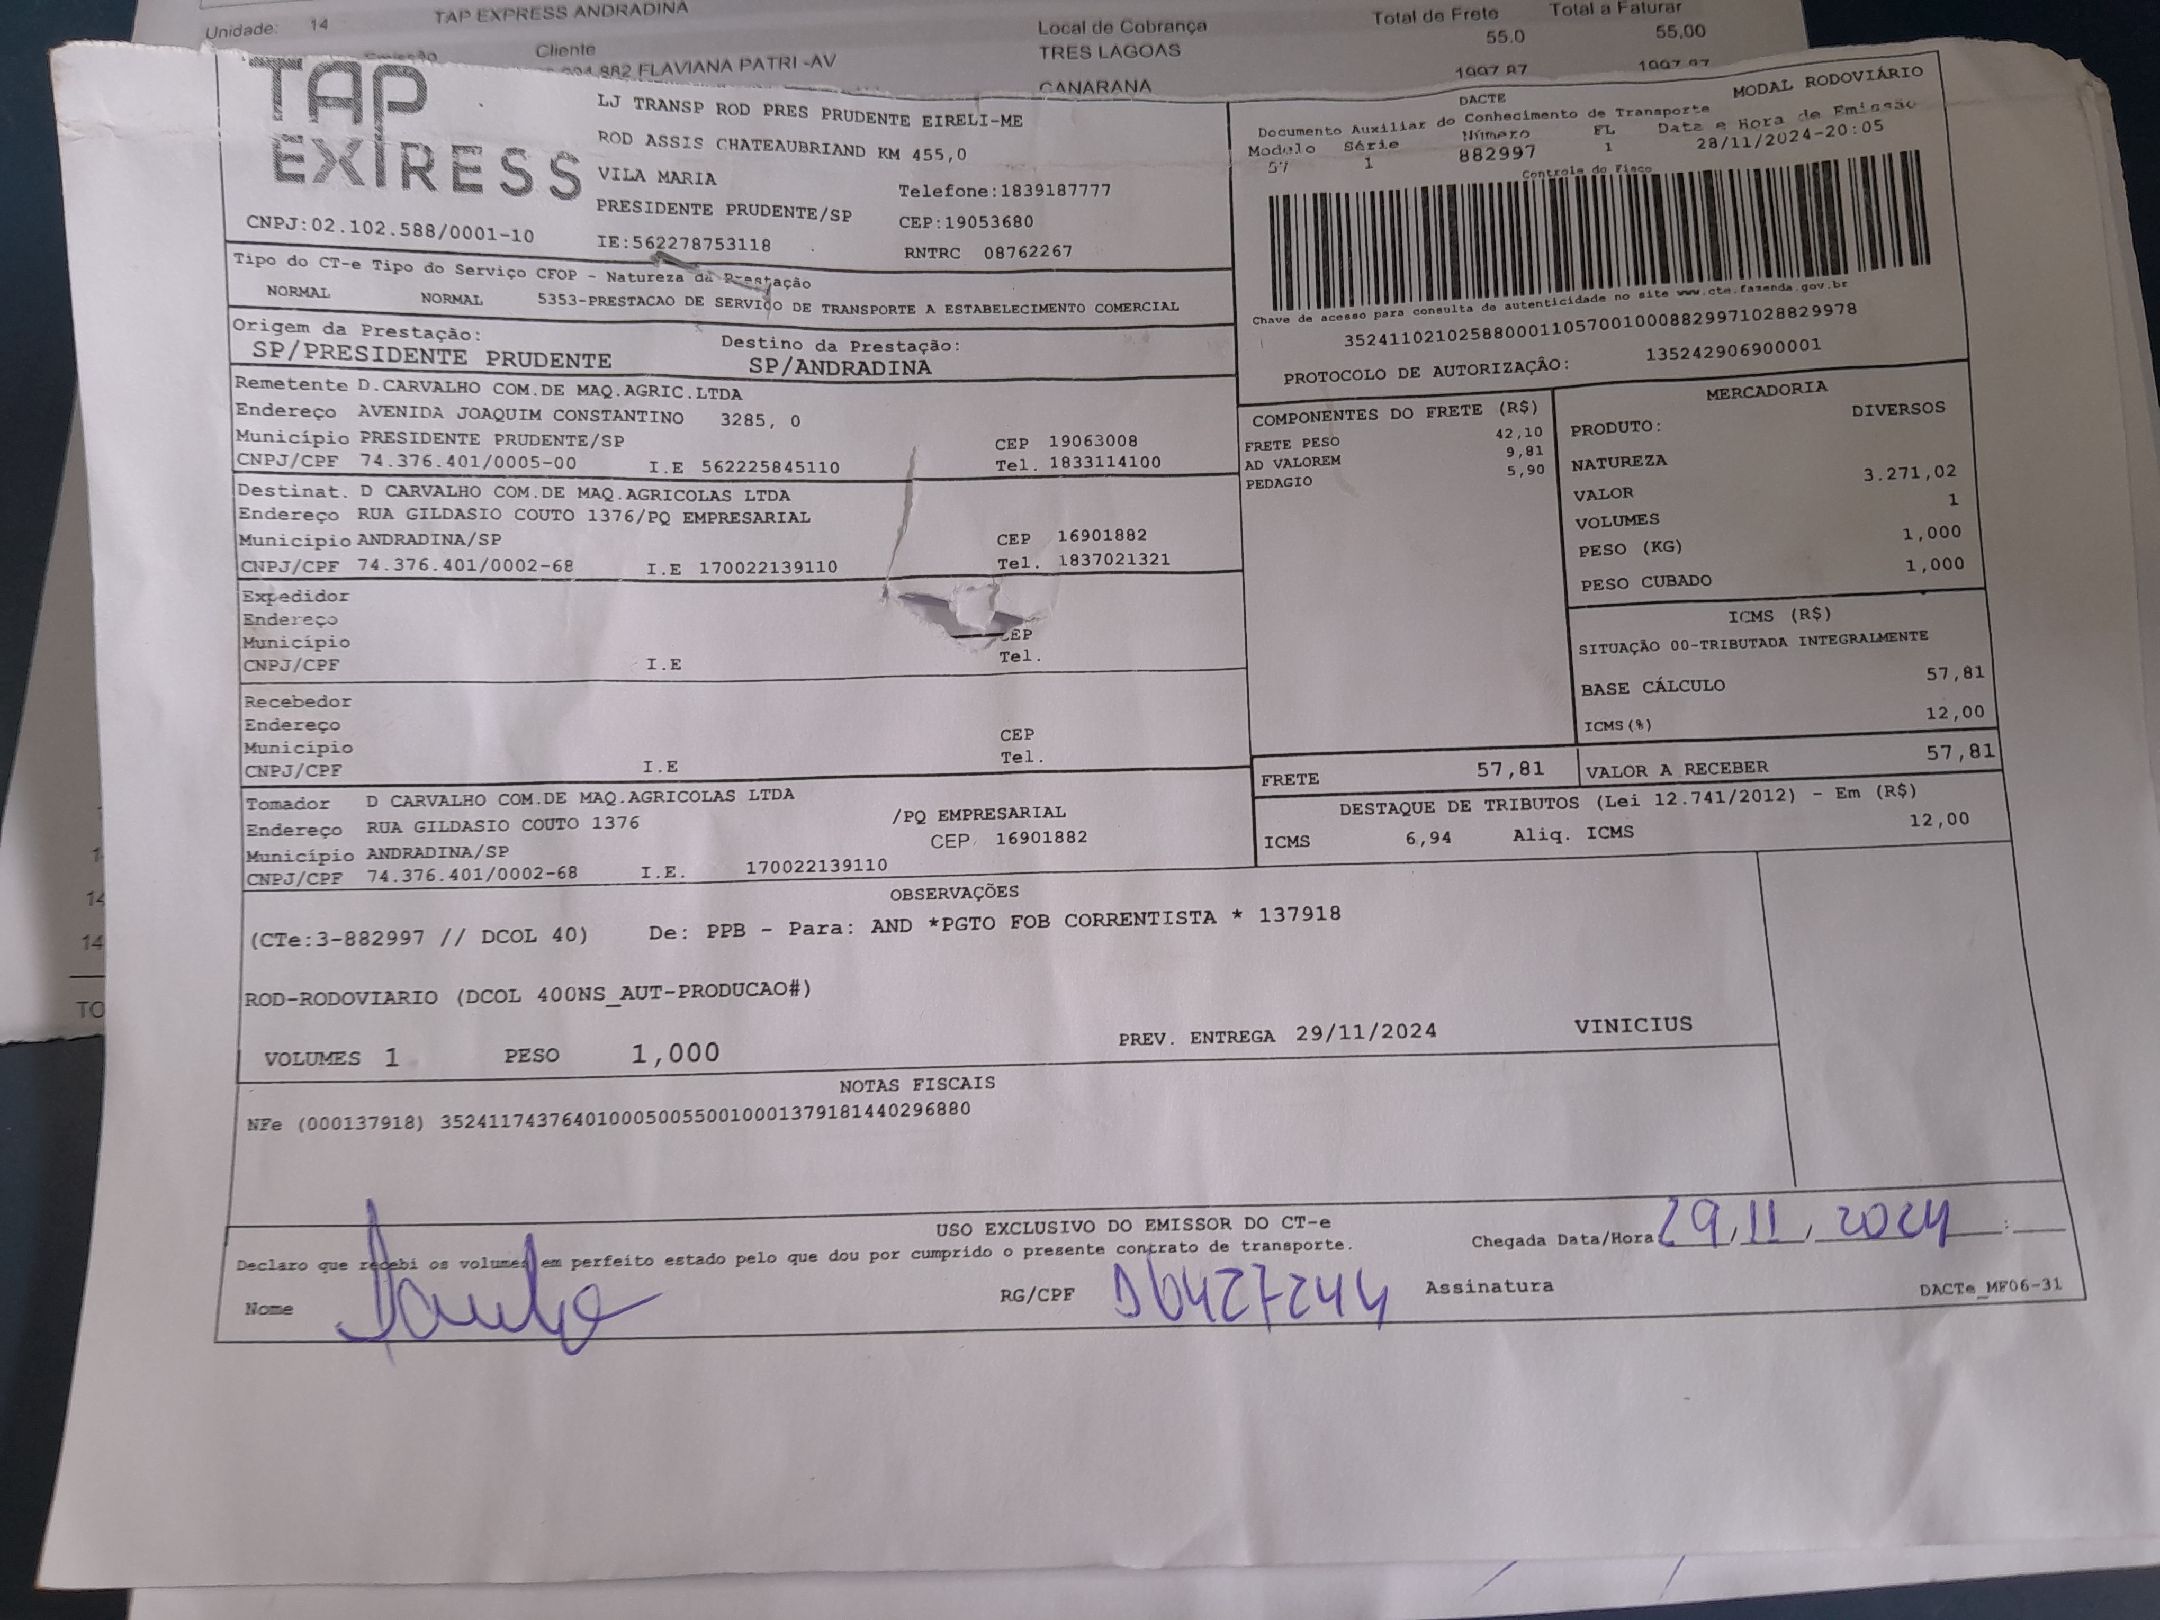 Unidade: 14 TAP EXPRESS ANDRADINA
Cliente Local de Cobrança Total de Frete Total a Faturar
882 FLAVIANA PATRI -AV TRES LAGOAS 55.0 55,00
CANARANA
TAP
EXPRESS
CNPJ:02.102.588/0001-10
LJ TRANSP ROD PRES PRUDENTE EIRELI-ME
ROD ASSIS CHATEAUBRIAND KM 455,0
VILA MARIA
PRESIDENTE PRUDENTE/SP
IE:562278753118
Telefone:1839187777
CEP:19053680
RNTRC 08762267
DACTE MODAL RODOVIÁRIO
Documento Auxiliar do Conhecimento de Transporte
Modelo Série Número FL Data e Hora de Emissão
57 1 882997 1 28/11/2024-20:05
Controle do Fisco
Chave de acesso para consulta de autenticidade no site www.cte.fazenda.gov.br
35241102102588000110570010008829971028829978
PROTOCOLO DE AUTORIZAÇÃO: 135242906900001
Tipo do CT-e Tipo do Serviço CFOP - Natureza da Prestação
NORMAL NORMAL 5353-PRESTACAO DE SERVIÇO DE TRANSPORTE A ESTABELECIMENTO COMERCIAL
Origem da Prestação: Destino da Prestação:
SP/PRESIDENTE PRUDENTE SP/ANDRADINA
Remetente D.CARVALHO COM.DE MAQ.AGRIC.LTDA
Endereço AVENIDA JOAQUIM CONSTANTINO 3285, 0
Município PRESIDENTE PRUDENTE/SP CEP 19063008
CNPJ/CPF 74.376.401/0005-00 I.E 562225845110 Tel. 1833114100
Destinat. D CARVALHO COM.DE MAQ.AGRICOLAS LTDA
Endereço RUA GILDASIO COUTO 1376/PQ EMPRESARIAL
Município ANDRADINA/SP CEP 16901882
CNPJ/CPF 74.376.401/0002-68 I.E 170022139110 Tel. 1837021321
Expedidor
Endereço
Município CEP
CNPJ/CPF I.E Tel.
Recebedor
Endereço
Município CEP
CNPJ/CPF I.E Tel.
Tomador D CARVALHO COM.DE MAQ.AGRICOLAS LTDA
Endereço RUA GILDASIO COUTO 1376 /PQ EMPRESARIAL
Município ANDRADINA/SP CEP. 16901882
CNPJ/CPF 74.376.401/0002-68 I.E. 170022139110
COMPONENTES DO FRETE (R$)
FRETE PESO 42,10
AD VALOREM 9,81
PEDAGIO 5,90
MERCADORIA
PRODUTO: DIVERSOS
NATUREZA
VALOR 3.271,02
VOLUMES 1
PESO (KG) 1,000
PESO CUBADO 1,000
ICMS (R$)
SITUAÇÃO 00-TRIBUTADA INTEGRALMENTE
BASE CÁLCULO 57,81
ICMS(%) 12,00
FRETE 57,81 VALOR A RECEBER 57,81
DESTAQUE DE TRIBUTOS (Lei 12.741/2012) - Em (R$)
ICMS 6,94 Aliq. ICMS 12,00
OBSERVAÇÕES
(CTe:3-882997 // DCOL 40) De: PPB - Para: AND *PGTO FOB CORRENTISTA * 137918
ROD-RODOVIARIO (DCOL 400NS_AUT-PRODUCAO#)
VOLUMES 1 PESO 1,000 PREV. ENTREGA 29/11/2024 VINICIUS
NOTAS FISCAIS
NFe (000137918) 35241174376401000500550010001379181440296880
USO EXCLUSIVO DO EMISSOR DO CT-e
Declaro que recebi os volumes em perfeito estado pelo que dou por cumprido o presente contrato de transporte.
Chegada Data/Hora 29/11/2024 :
Nome RG/CPF Assinatura
DACTe_MF06-31